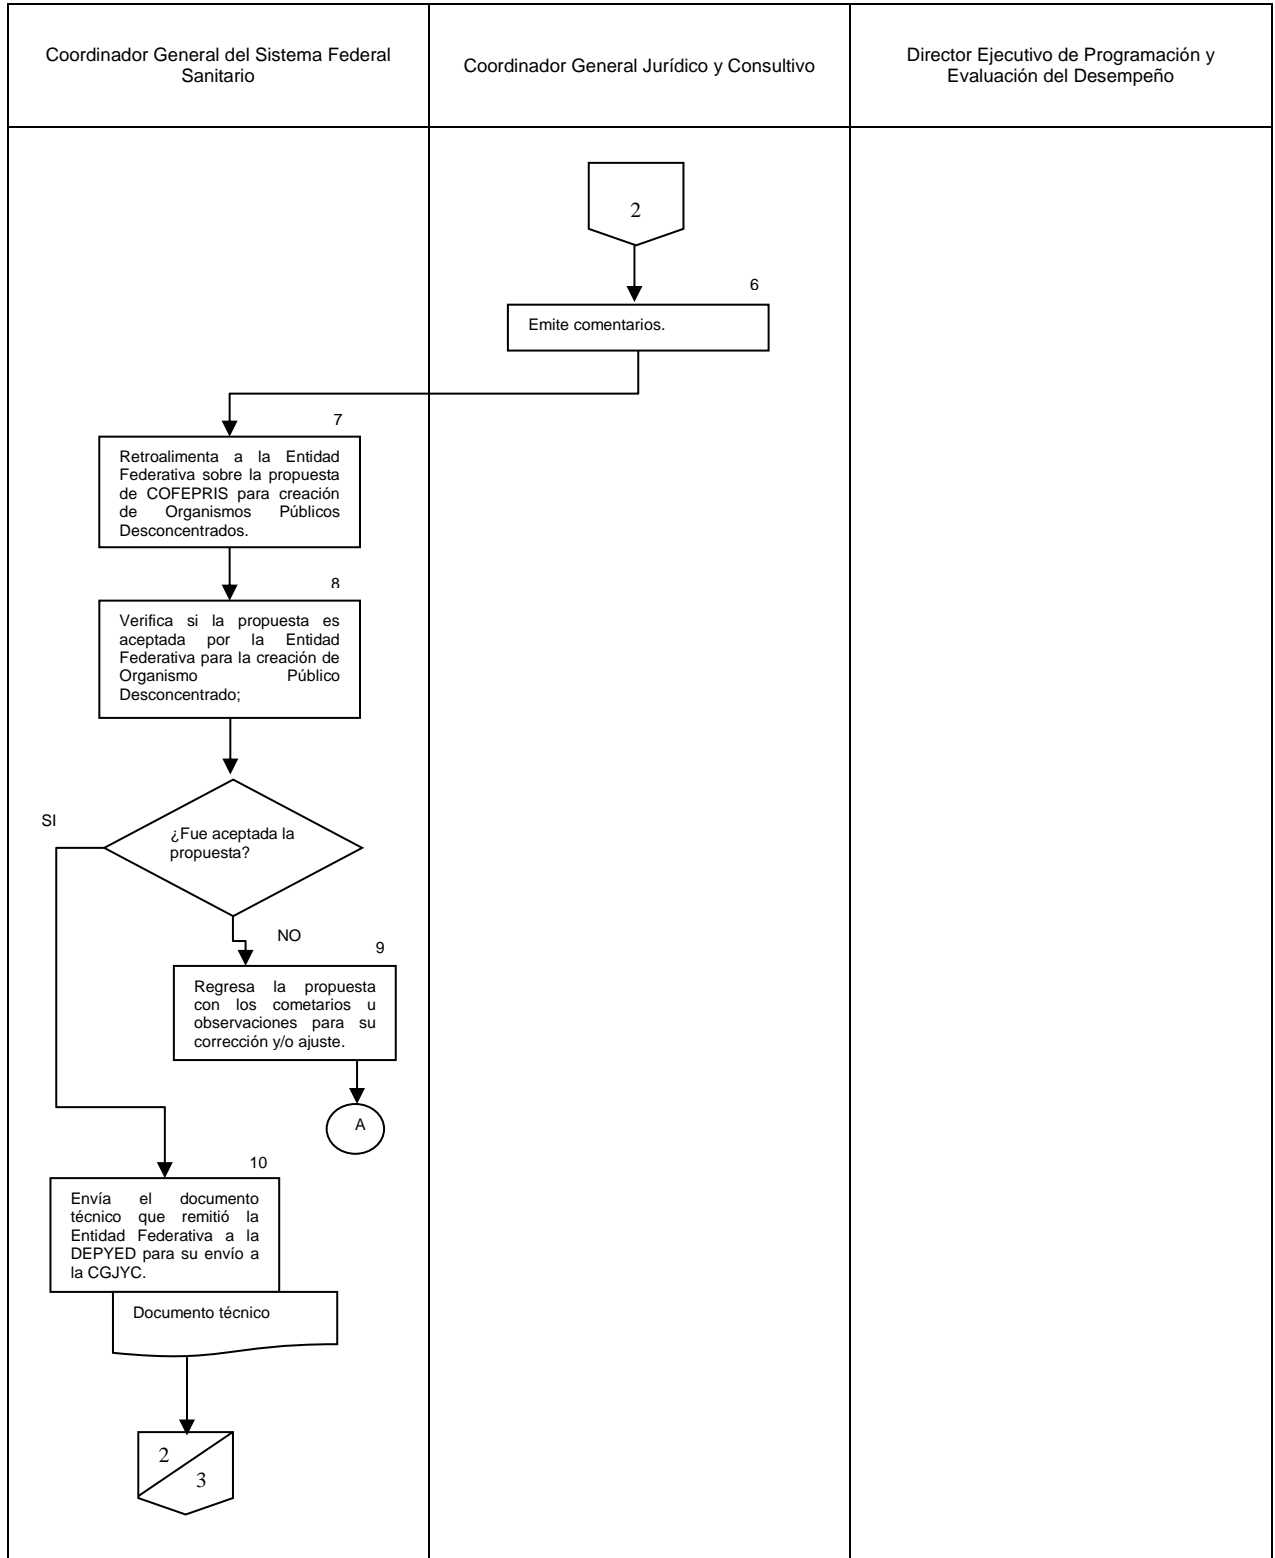 Coordinador General del Sistema Federal
Sanitario
Coordinador General Jurídico y Consultivo
Director Ejecutivo de Programación y
Evaluación del Desempeño
2
6
Emite comentarios.
7
Retroalimenta a la Entidad
Federativa sobre la propuesta
de COFEPRIS para creación
de Organismos Públicos
Desconcentrados.
8
Verifica si la propuesta es
aceptada por la Entidad
Federativa para la creación de
Organismo Público
Desconcentrado;
SI
¿Fue aceptada la
propuesta?
NO
9
Regresa la propuesta
con los cometarios u
observaciones para su
corrección y/o ajuste.
A
10
Envía el documento
técnico que remitió la
Entidad Federativa a la
DEPYED para su envío a
la CGJYC.
Documento técnico
2
3